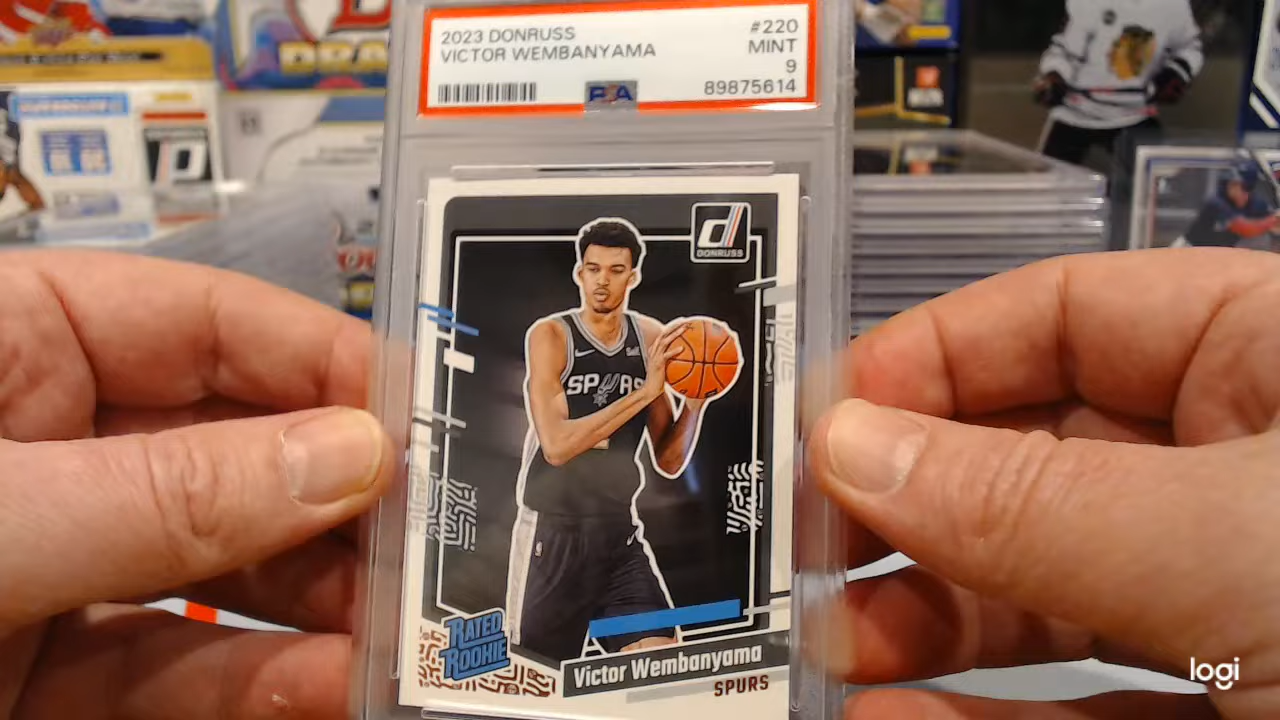 2023 DONRUSS
VICTOR WEMBANYAMA
#220
MINT
9
89875614
PSA
DONRUSS
SPURS
RATED
ROOKIE
Victor Wembanyama
SPURS
logi